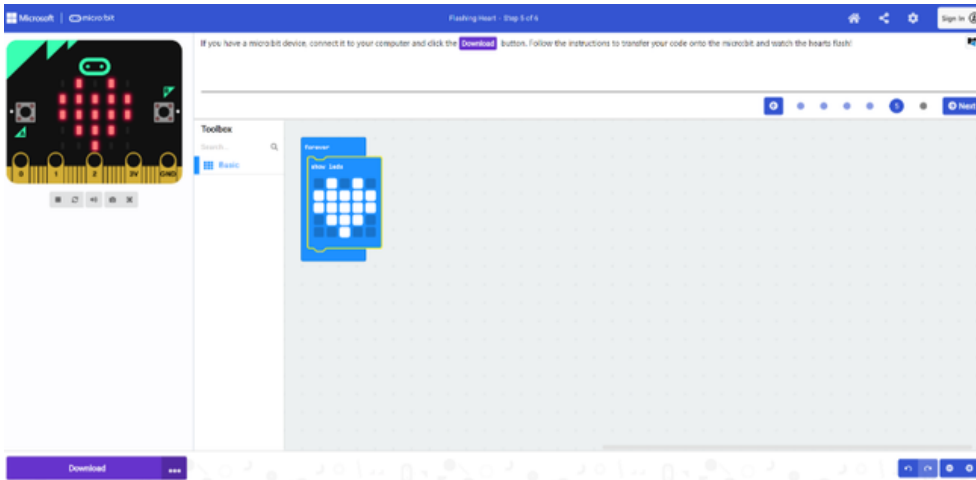 Microsoft | micro:bit
Flashing Heart - Step 5 of 6
Sign In
If you have a micro:bit device, connect it to your computer and click the Download button. Follow the instructions to transfer your code onto the micro:bit and watch the hearts flash!
5
Next
Toolbox
Search...
Basic
forever
show leds
0 1 2 3V GND
Download